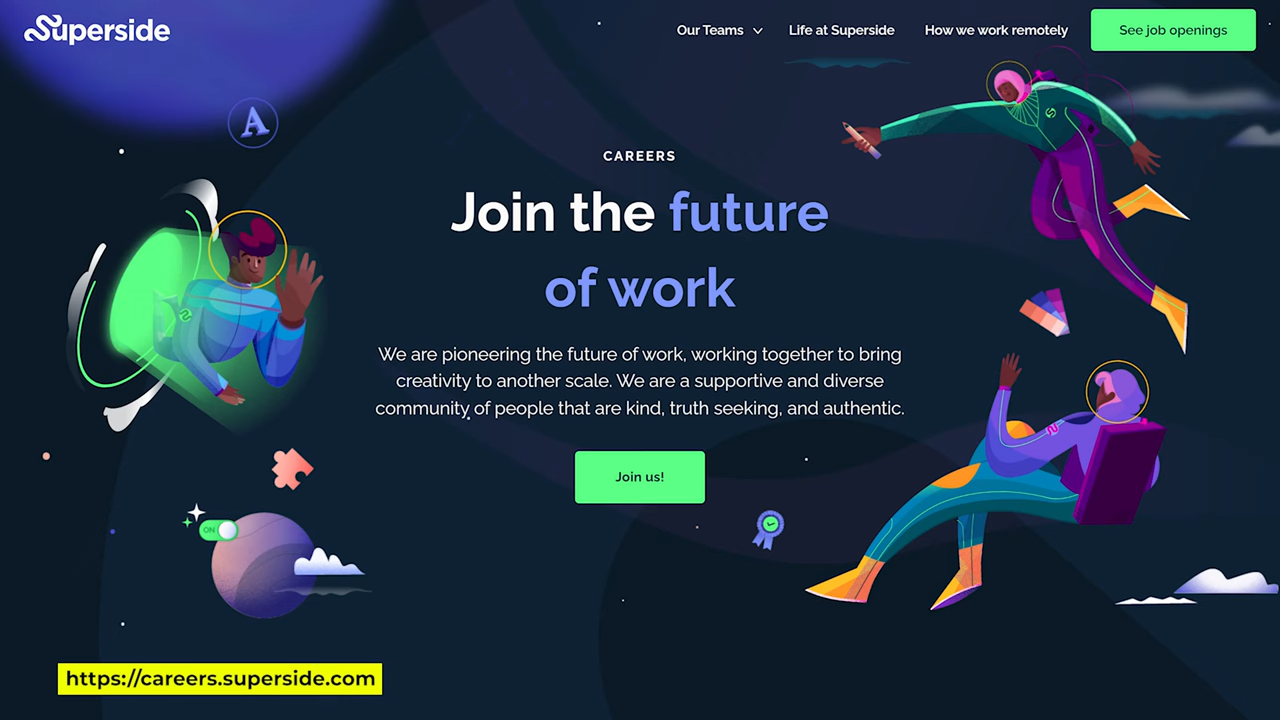 Superside
Our Teams
Life at Superside
How we work remotely
See job openings
A
CAREERS
Join the future
of work
We are pioneering the future of work, working together to bring
creativity to another scale. We are a supportive and diverse
community of people that are kind, truth seeking, and authentic.
Join us!
ON
https://careers.superside.com